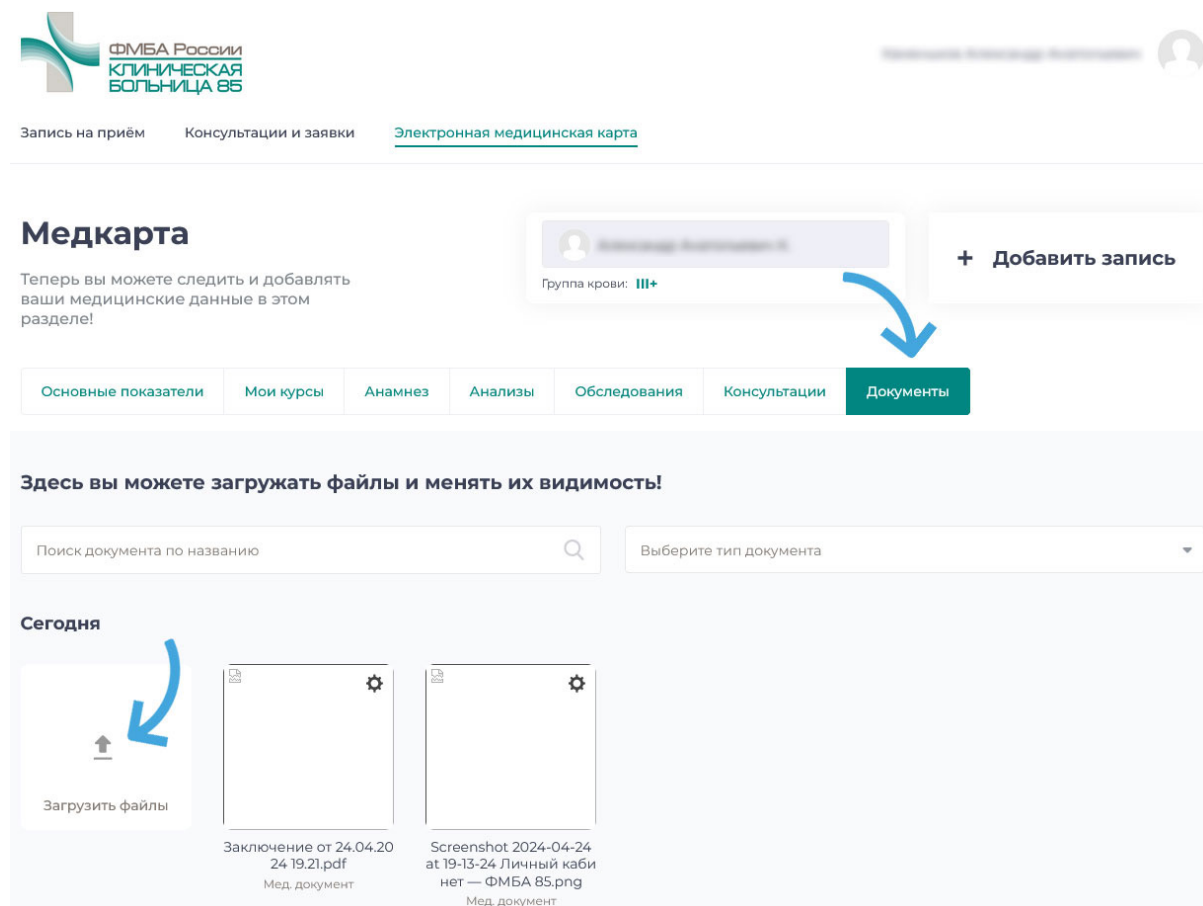 ФМБА России
КЛИНИЧЕСКАЯ
БОЛЬНИЦА 85
Запись на приём
Консультации и заявки
Электронная медицинская карта
Медкарта
Теперь вы можете следить и добавлять
ваши медицинские данные в этом
разделе!
Группа крови: III+
+ Добавить запись
Основные показатели
Мои курсы
Анамнез
Анализы
Обследования
Консультации
Документы
Здесь вы можете загружать файлы и менять их видимость!
Поиск документа по названию
Выберите тип документа
Сегодня
Загрузить файлы
Заключение от 24.04.20
24 19.21.pdf
Мед. документ
Screenshot 2024-04-24
at 19-13-24 Личный каби
нет — ФМБА 85.png
Мед. документ